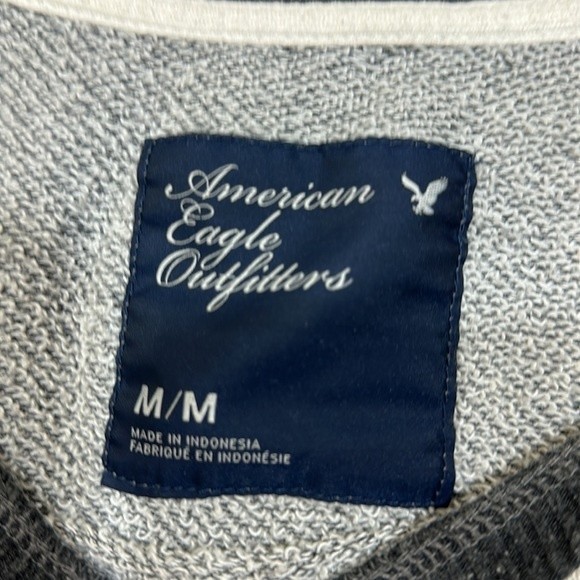 American
Eagle
Outfitters
M/M
MADE IN INDONESIA
FABRIQUÉ EN INDONÉSIE